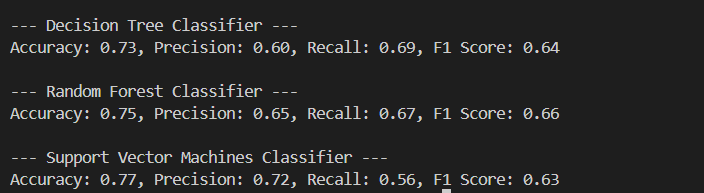 --- Decision Tree Classifier ---
Accuracy: 0.73, Precision: 0.60, Recall: 0.69, F1 Score: 0.64
--- Random Forest Classifier ---
Accuracy: 0.75, Precision: 0.65, Recall: 0.67, F1 Score: 0.66
--- Support Vector Machines Classifier ---
Accuracy: 0.77, Precision: 0.72, Recall: 0.56, F1 Score: 0.63